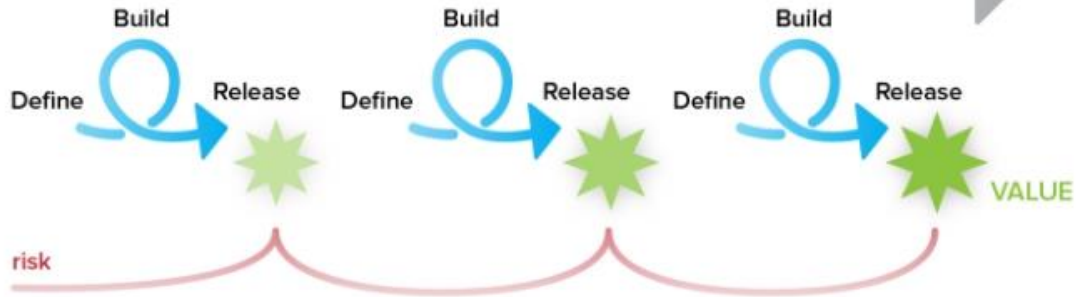 Build
Build
Build
Define
Release
Define
Release
Define
Release
VALUE
risk